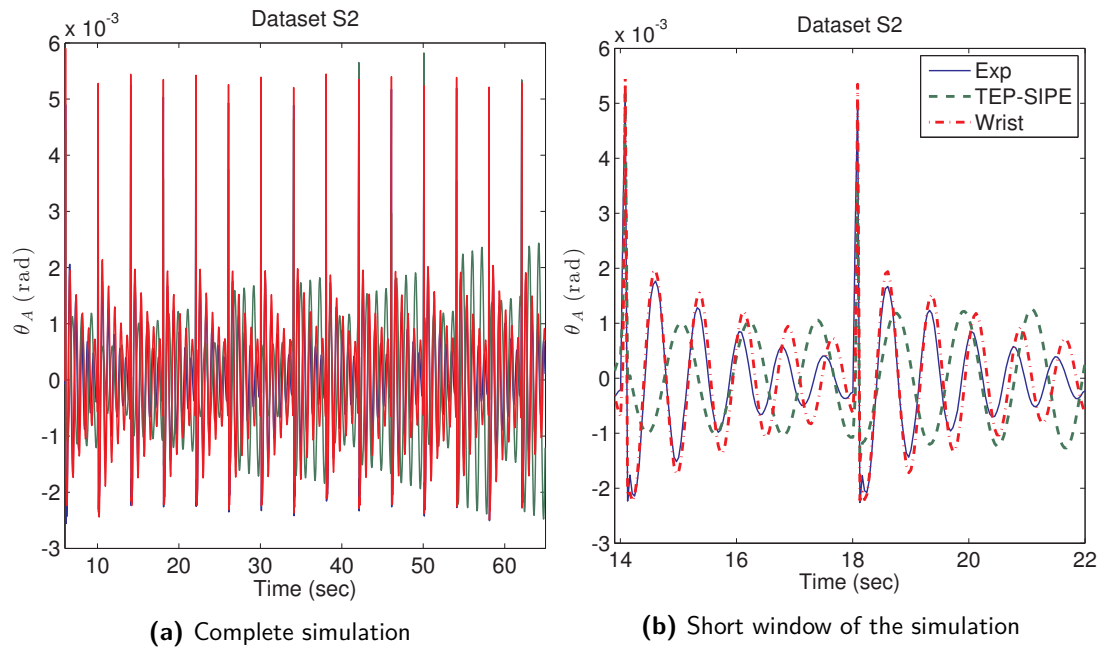 Dataset S2
x 10⁻³
6
5
4
3
2
1
0
-1
-2
-3
θ_A (rad)
10 20 30 40 50 60
Time (sec)
(a) Complete simulation
Dataset S2
x 10⁻³
6
5
4
3
2
1
0
-1
-2
-3
θ_A (rad)
Exp
TEP-SIPE
Wrist
14 16 18 20 22
Time (sec)
(b) Short window of the simulation